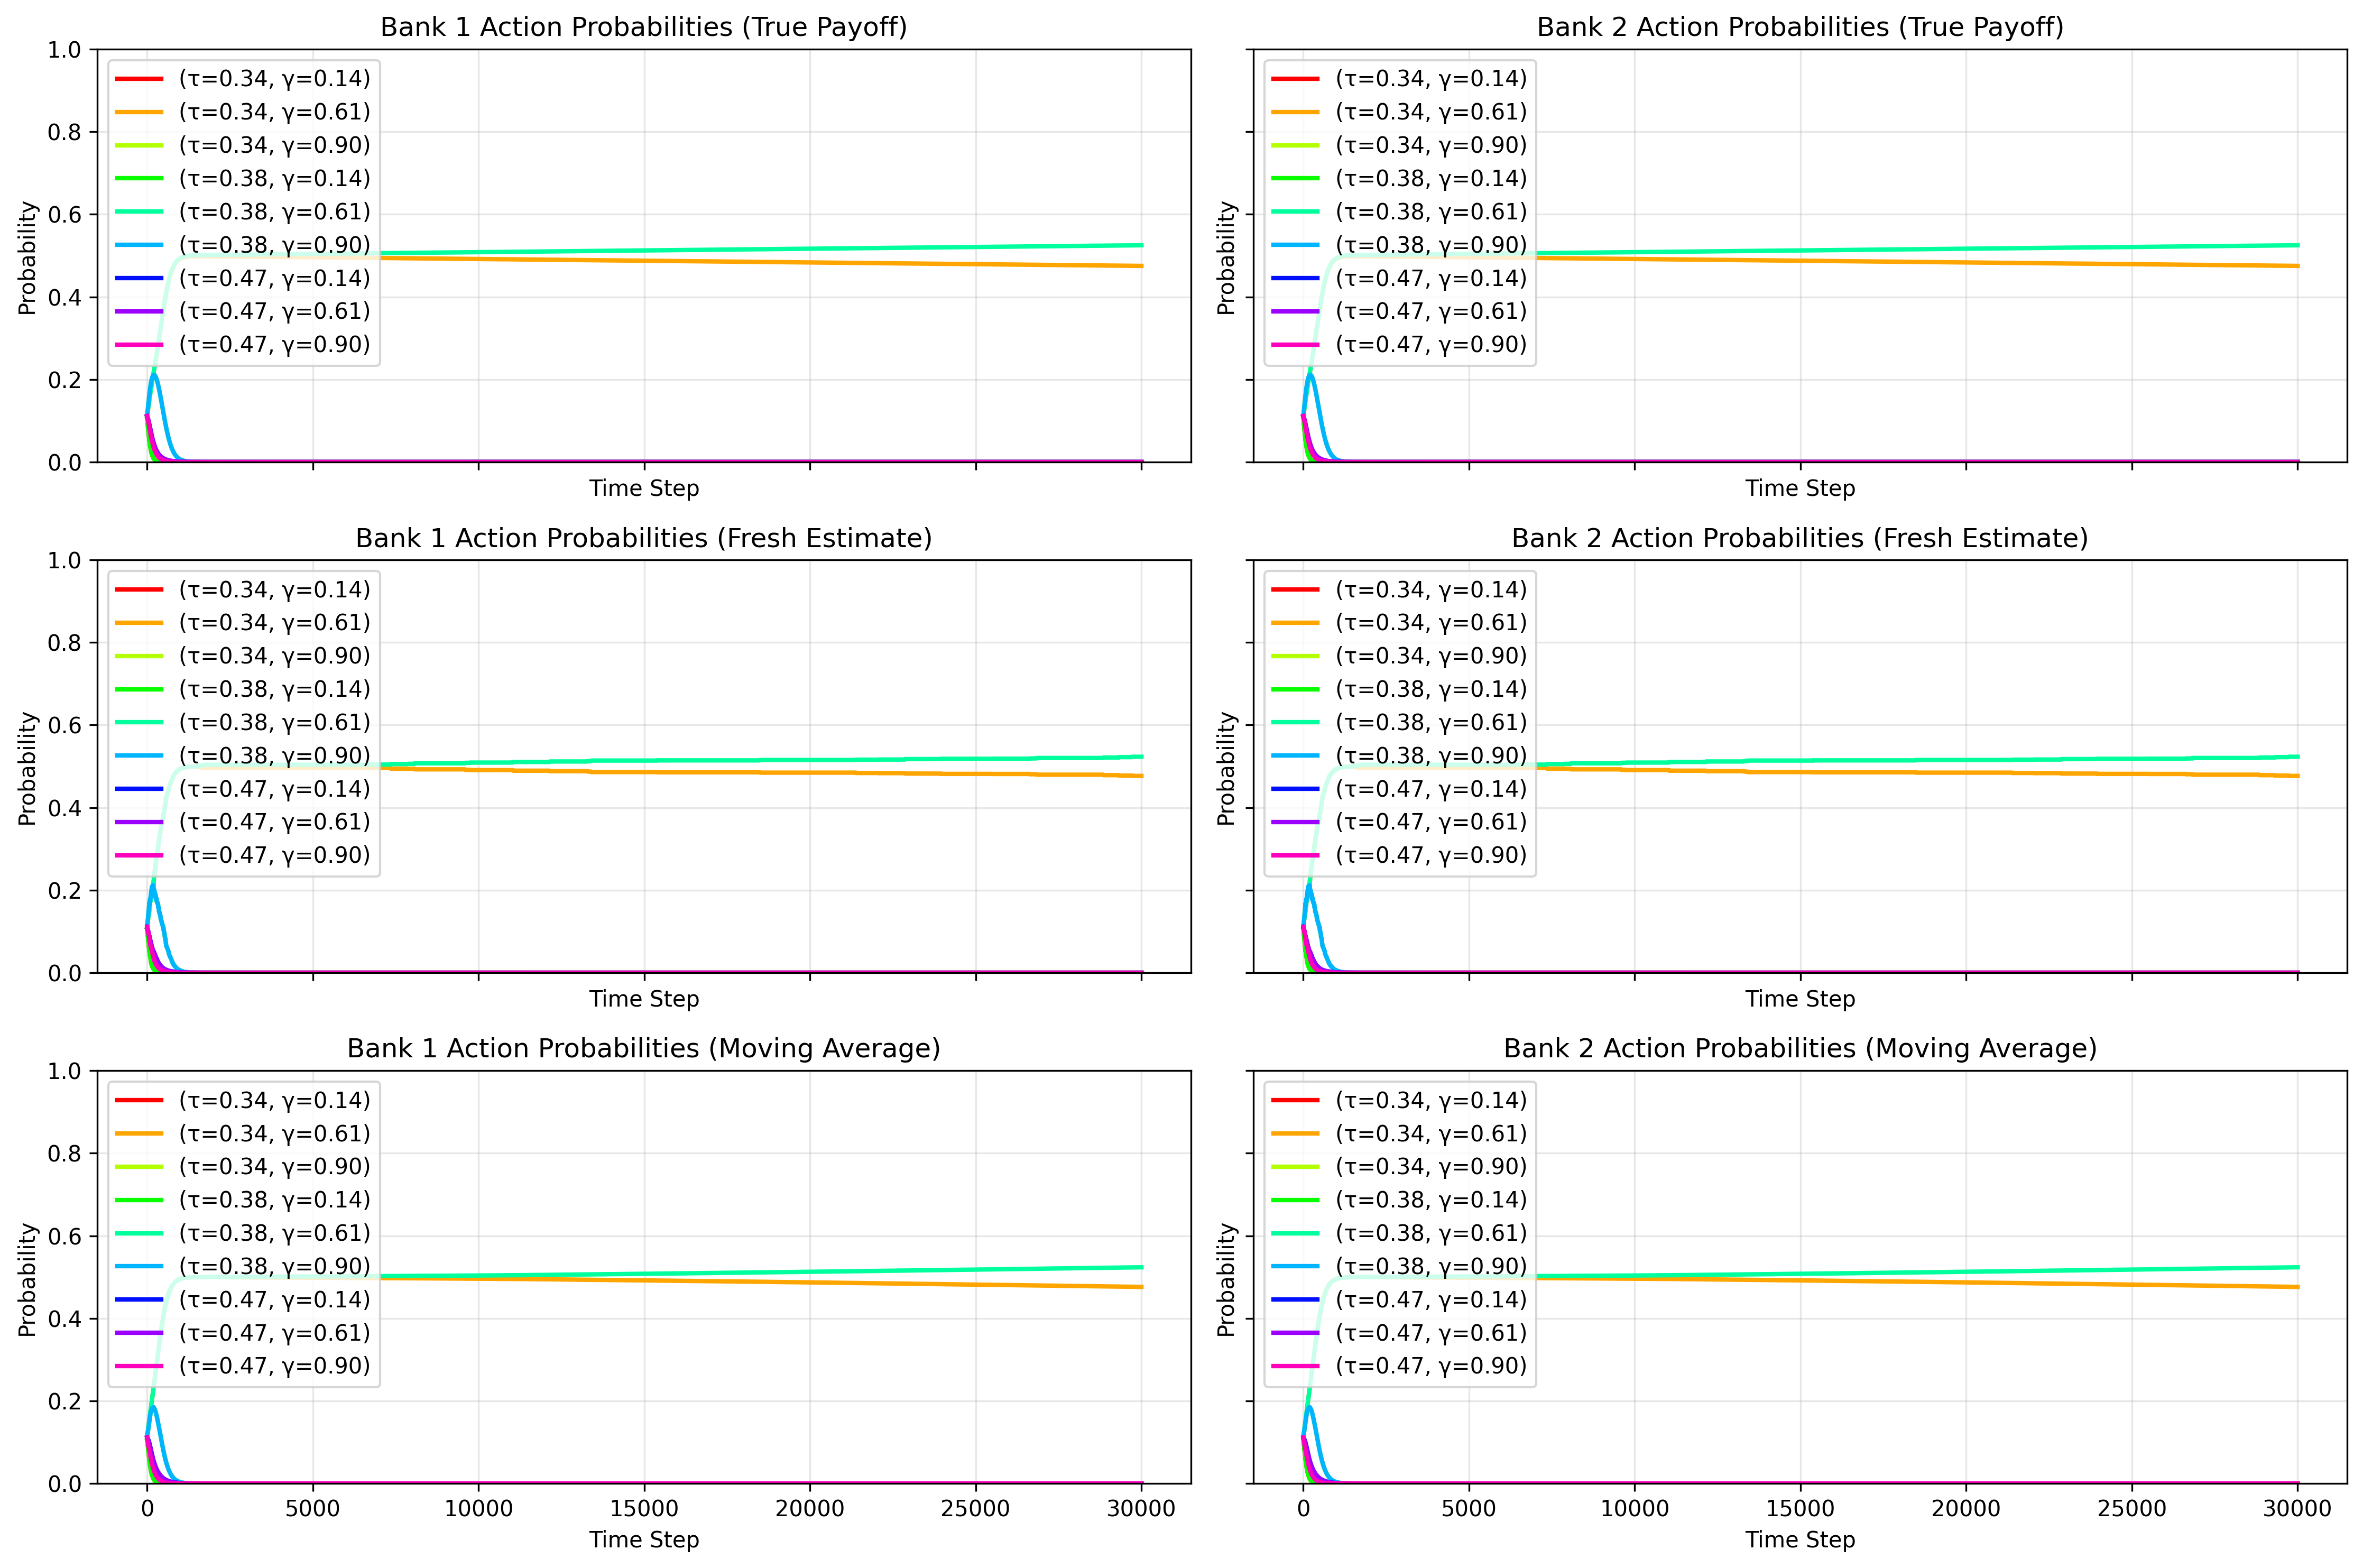 Bank 1 Action Probabilities (True Payoff)
1.0
0.8
0.6
0.4
0.2
0.0
Probability
(τ=0.34, γ=0.14)
(τ=0.34, γ=0.61)
(τ=0.34, γ=0.90)
(τ=0.38, γ=0.14)
(τ=0.38, γ=0.61)
(τ=0.38, γ=0.90)
(τ=0.47, γ=0.14)
(τ=0.47, γ=0.61)
(τ=0.47, γ=0.90)
Time Step
Bank 2 Action Probabilities (True Payoff)
Probability
(τ=0.34, γ=0.14)
(τ=0.34, γ=0.61)
(τ=0.34, γ=0.90)
(τ=0.38, γ=0.14)
(τ=0.38, γ=0.61)
(τ=0.38, γ=0.90)
(τ=0.47, γ=0.14)
(τ=0.47, γ=0.61)
(τ=0.47, γ=0.90)
Time Step
Bank 1 Action Probabilities (Fresh Estimate)
1.0
0.8
0.6
0.4
0.2
0.0
Probability
(τ=0.34, γ=0.14)
(τ=0.34, γ=0.61)
(τ=0.34, γ=0.90)
(τ=0.38, γ=0.14)
(τ=0.38, γ=0.61)
(τ=0.38, γ=0.90)
(τ=0.47, γ=0.14)
(τ=0.47, γ=0.61)
(τ=0.47, γ=0.90)
Time Step
Bank 2 Action Probabilities (Fresh Estimate)
Probability
(τ=0.34, γ=0.14)
(τ=0.34, γ=0.61)
(τ=0.34, γ=0.90)
(τ=0.38, γ=0.14)
(τ=0.38, γ=0.61)
(τ=0.38, γ=0.90)
(τ=0.47, γ=0.14)
(τ=0.47, γ=0.61)
(τ=0.47, γ=0.90)
Time Step
Bank 1 Action Probabilities (Moving Average)
1.0
0.8
0.6
0.4
0.2
0.0
Probability
(τ=0.34, γ=0.14)
(τ=0.34, γ=0.61)
(τ=0.34, γ=0.90)
(τ=0.38, γ=0.14)
(τ=0.38, γ=0.61)
(τ=0.38, γ=0.90)
(τ=0.47, γ=0.14)
(τ=0.47, γ=0.61)
(τ=0.47, γ=0.90)
0 5000 10000 15000 20000 25000 30000
Time Step
Bank 2 Action Probabilities (Moving Average)
Probability
(τ=0.34, γ=0.14)
(τ=0.34, γ=0.61)
(τ=0.34, γ=0.90)
(τ=0.38, γ=0.14)
(τ=0.38, γ=0.61)
(τ=0.38, γ=0.90)
(τ=0.47, γ=0.14)
(τ=0.47, γ=0.61)
(τ=0.47, γ=0.90)
0 5000 10000 15000 20000 25000 30000
Time Step